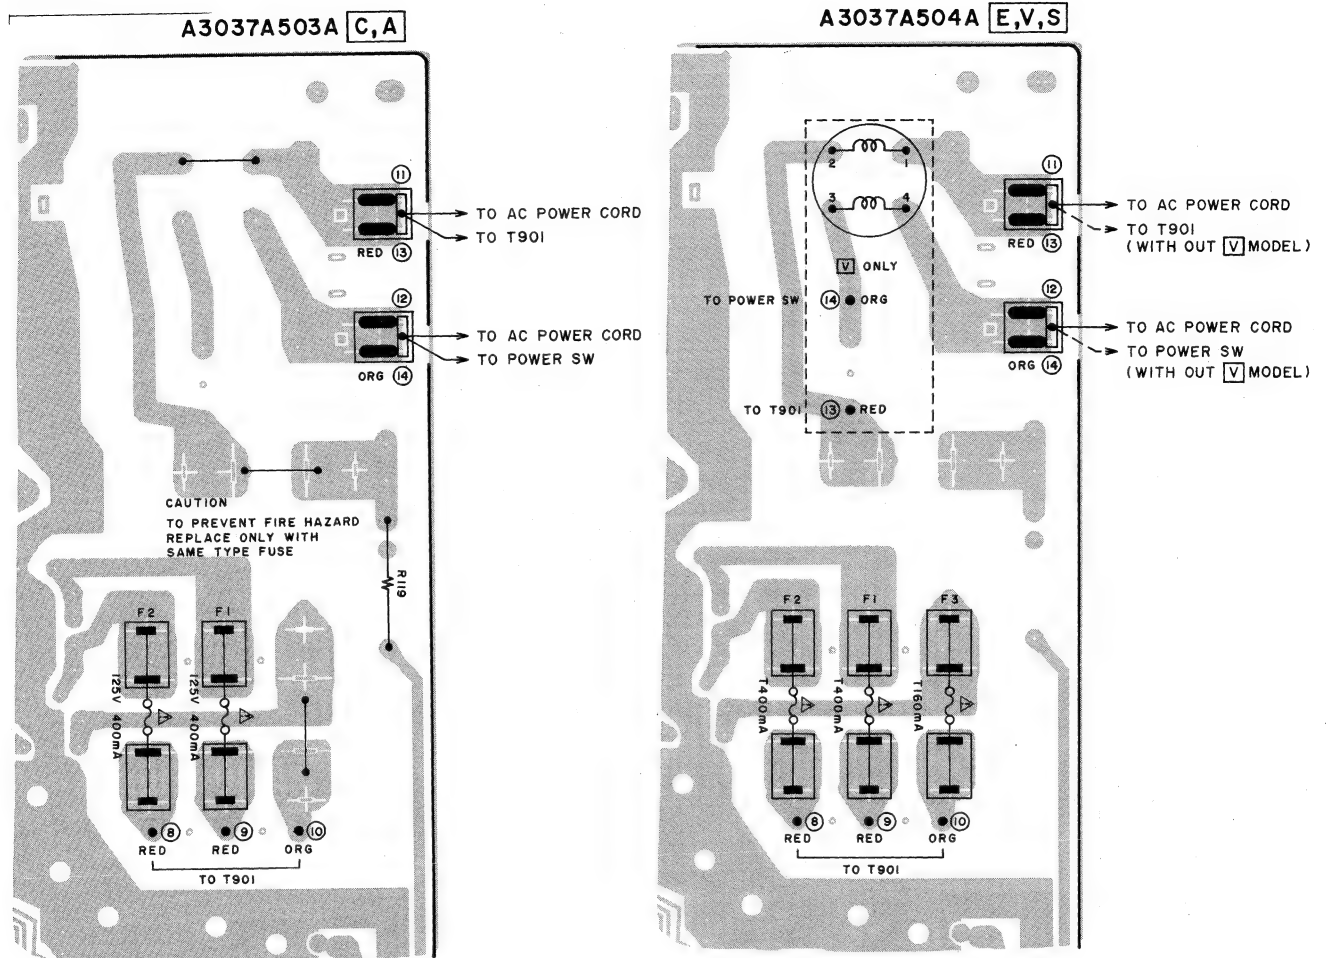 A3037A503A C,A
11
TO AC POWER CORD
TO T901
RED 13
12
TO AC POWER CORD
TO POWER SW
ORG 14
CAUTION
TO PREVENT FIRE HAZARD
REPLACE ONLY WITH
SAME TYPE FUSE
R119
F2 F1
125V 400mA
125V 400mA
8 9 10
RED RED ORG
TO T901
A3037A504A E,V,S
2 1
3 4
11
TO AC POWER CORD
TO T901
RED 13
(WITH OUT V MODEL)
V ONLY
TO POWER SW 14 ORG
12
TO AC POWER CORD
TO POWER SW
ORG 14
(WITH OUT V MODEL)
TO T901 13 RED
F2 F1 F3
T400mA
T400mA
T160mA
8 9 10
RED RED ORG
TO T901